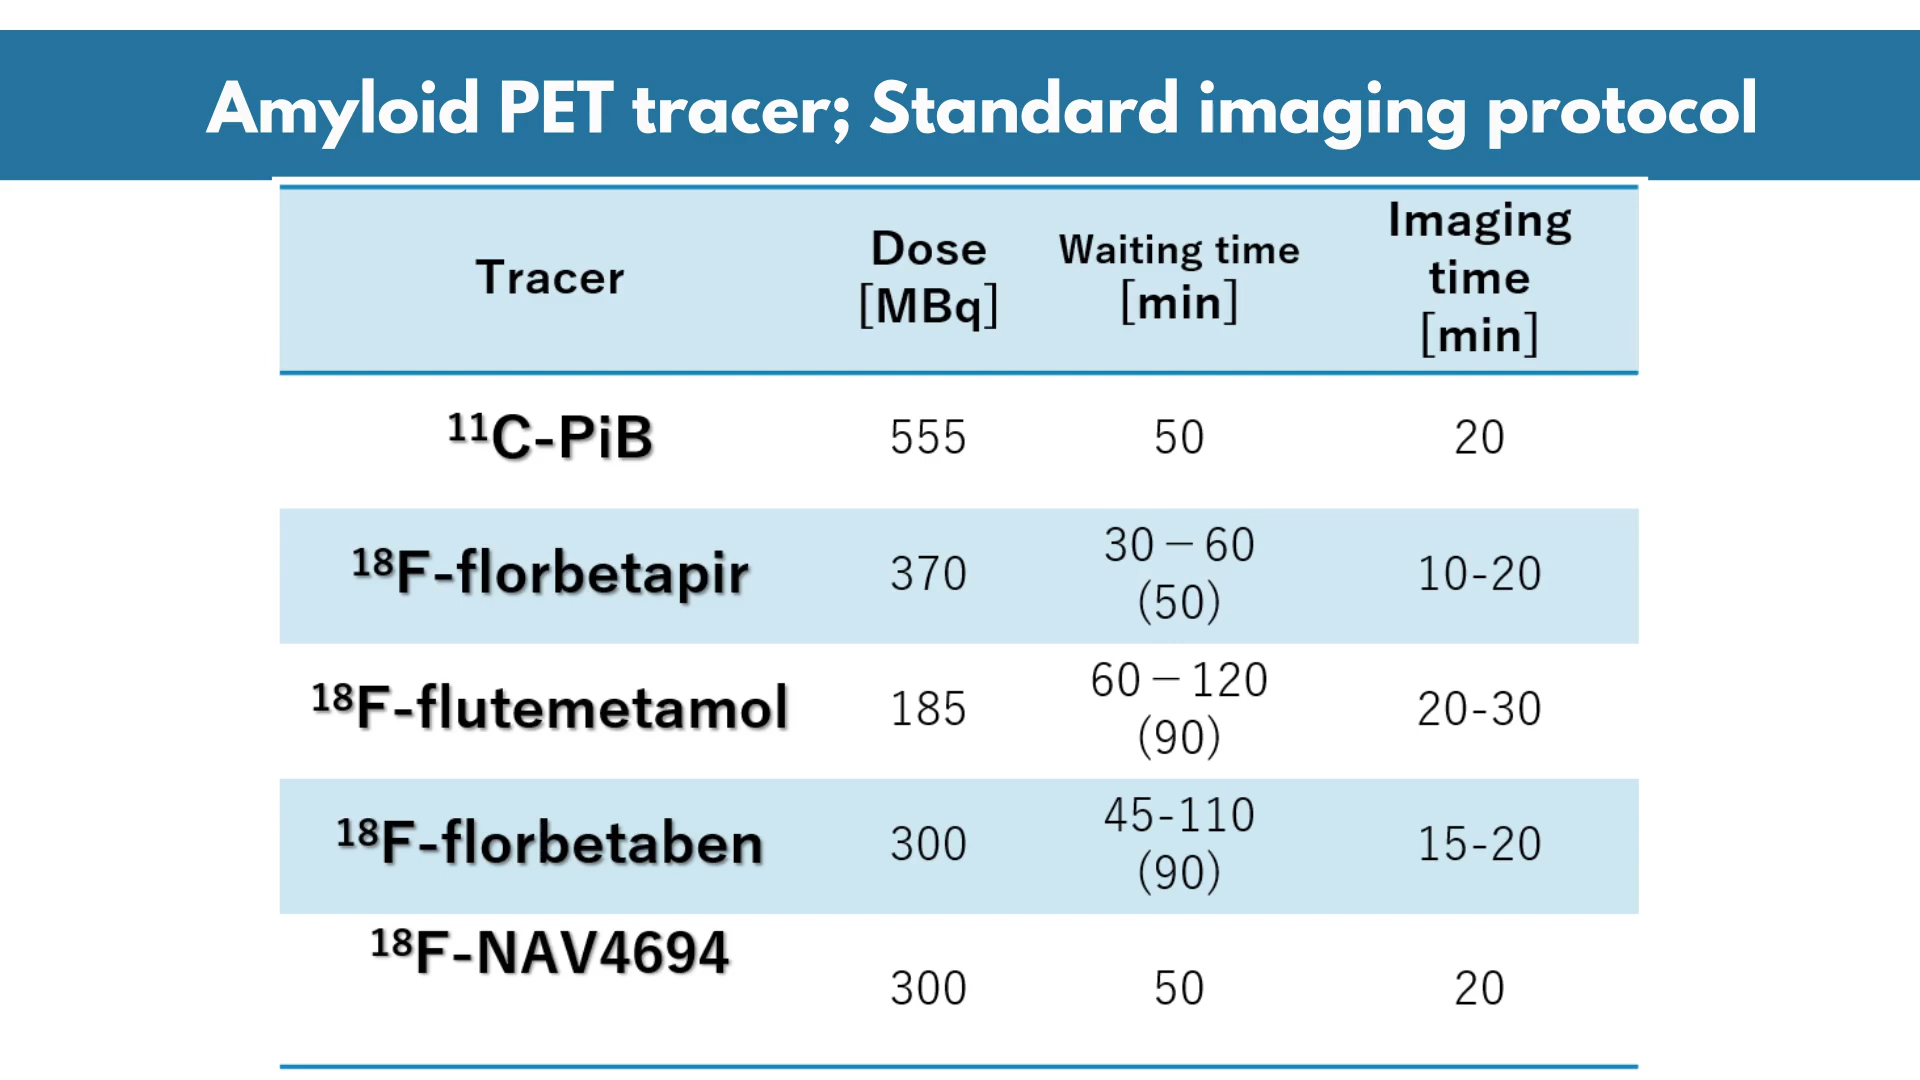 Amyloid PET tracer; Standard imaging protocol
Tracer
Dose
[MBq]
Waiting time
[min]
Imaging
time
[min]
¹¹C-PiB
555
50
20
¹⁸F-florbetapir
370
30－60
(50)
10-20
¹⁸F-flutemetamol
185
60－120
(90)
20-30
¹⁸F-florbetaben
300
45-110
(90)
15-20
¹⁸F-NAV4694
300
50
20